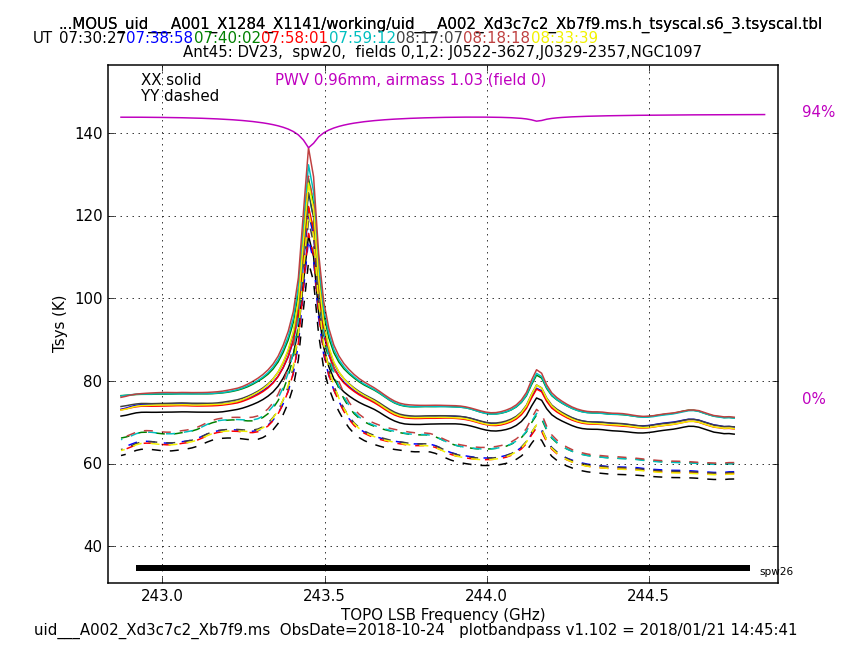 ...MOUS_uid___A001_X1284_X1141/working/uid___A002_Xd3c7c2_Xb7f9.ms.h_tsyscal.s6_3.tsyscal.tbl
UT 07:30:27 07:38:58 07:40:02 07:58:01 07:59:12 08:17:07 08:18:18 08:33:39
Ant45: DV23, spw20, fields 0,1,2: J0522-3627,J0329-2357,NGC1097
XX solid PWV 0.96mm, airmass 1.03 (field 0)
YY dashed
94%
140
120
100
80
60
40
0%
Tsys (K)
spw26
243.0 243.5 244.0 244.5
TOPO LSB Frequency (GHz)
uid___A002_Xd3c7c2_Xb7f9.ms ObsDate=2018-10-24 plotbandpass v1.102 = 2018/01/21 14:45:41